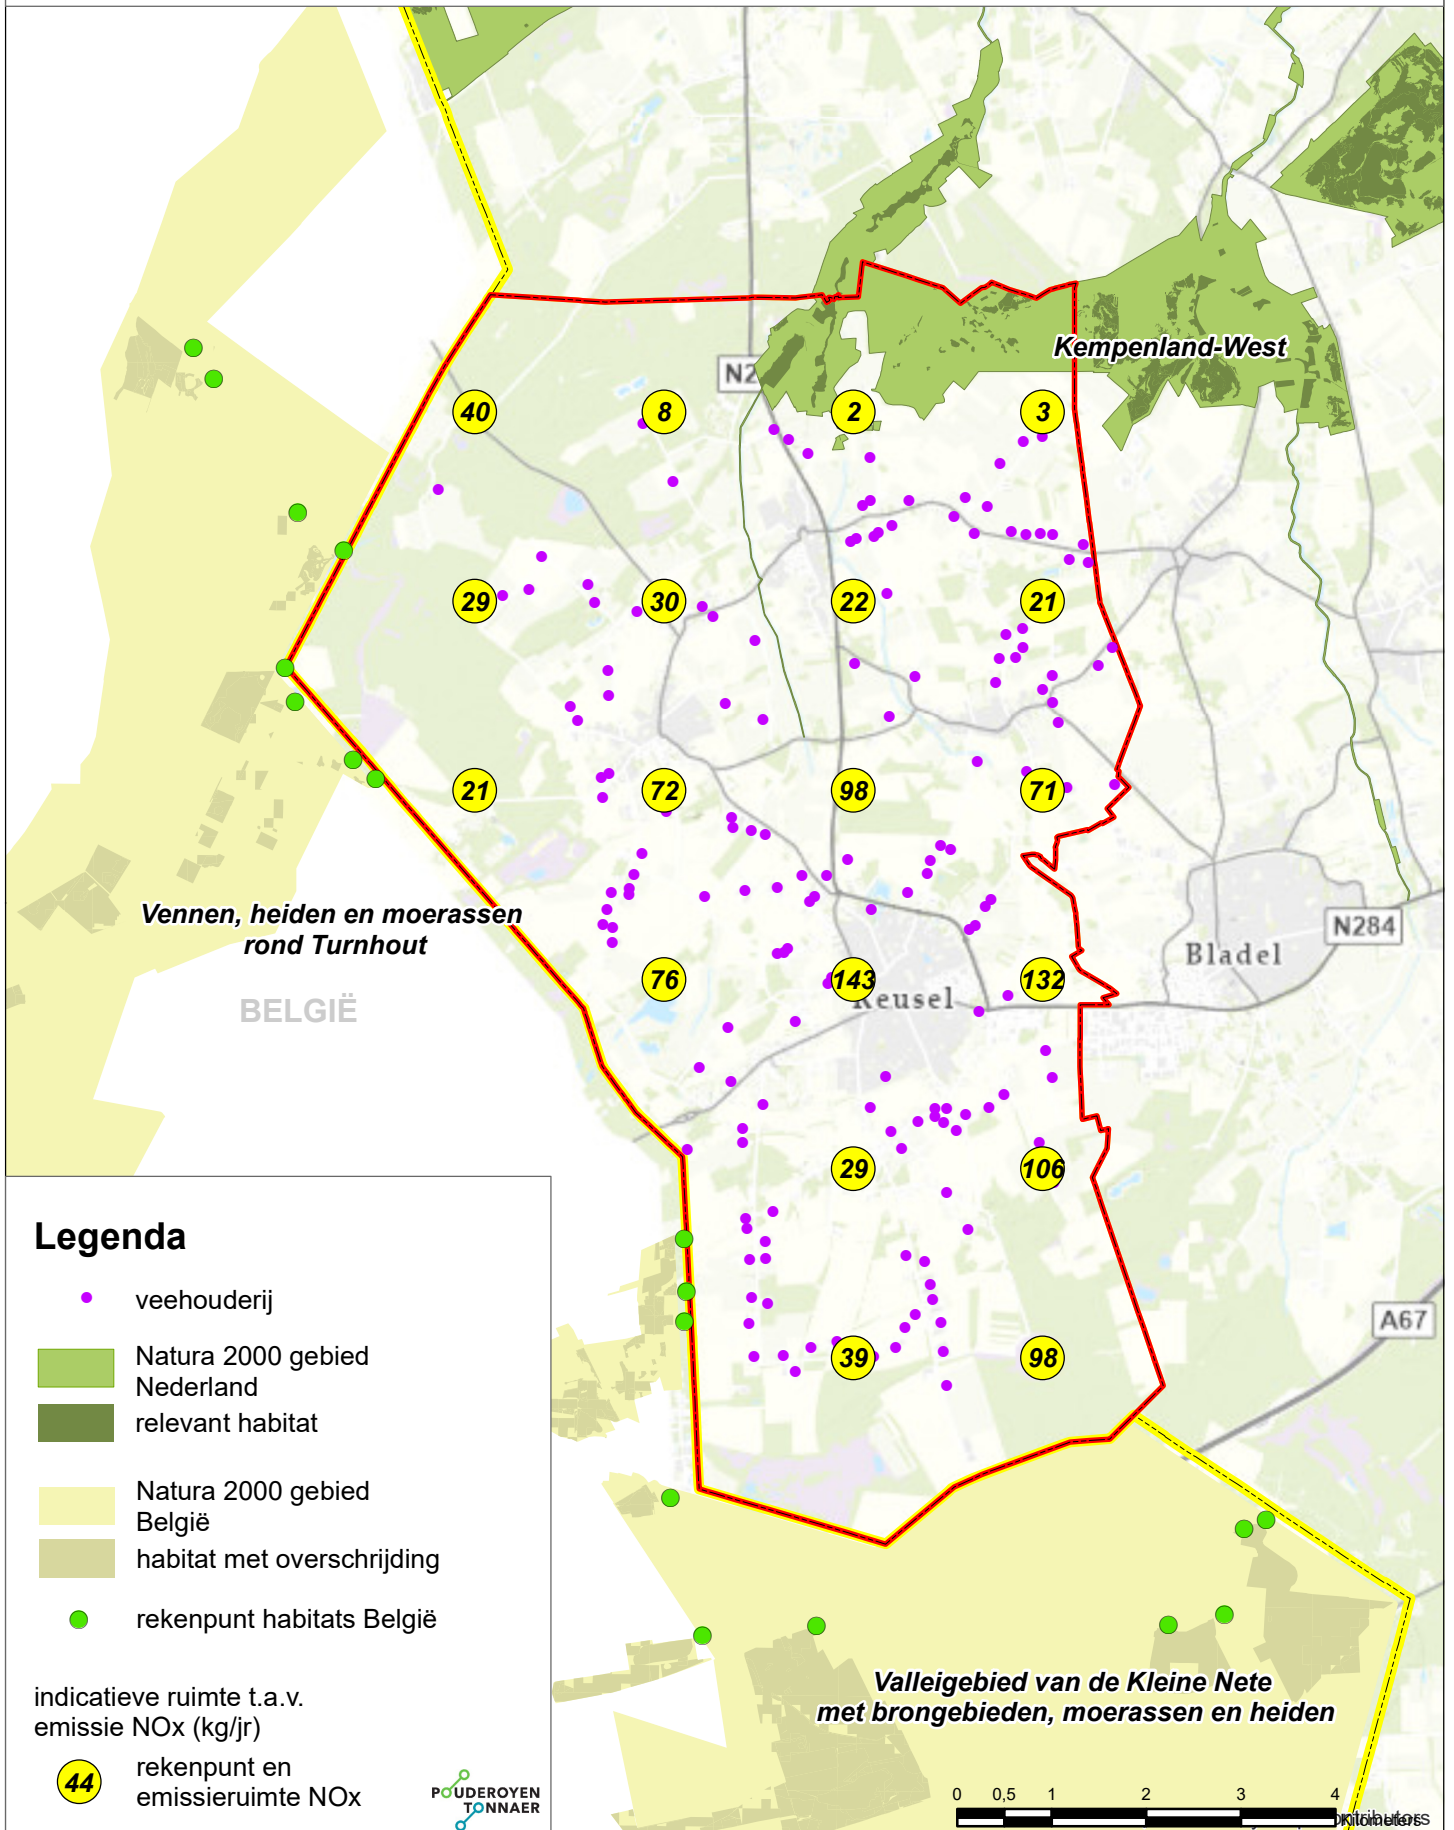 N2
Kempenland-West
40
8
2
3
29
30
22
21
21
72
98
71
Vennen, heiden en moerassen
rond Turnhout
N284
Bladel
BELGIË
76
143
132
Keusel
29
106
Legenda
veehouderij
Natura 2000 gebied
Nederland
relevant habitat
Natura 2000 gebied
België
habitat met overschrijding
rekenpunt habitats België
indicatieve ruimte t.a.v.
emissie NOx (kg/jr)
44
rekenpunt en
emissieruimte NOx
POUDEROYEN
TONNAER
A67
39
98
Valleigebied van de Kleine Nete
met brongebieden, moerassen en heiden
0 0,5 1 2 3 4
Kilometers